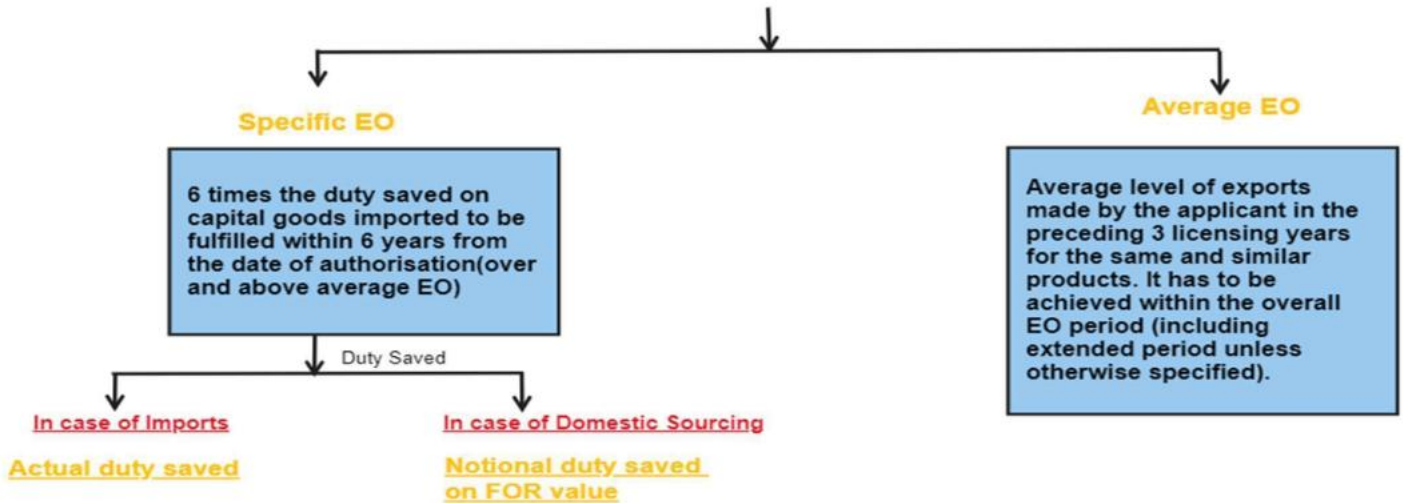 Specific EO
6 times the duty saved on
capital goods imported to be
fulfilled within 6 years from
the date of authorisation(over
and above average EO)
Duty Saved
In case of Imports
Actual duty saved
In case of Domestic Sourcing
Notional duty saved
on FOR value
Average EO
Average level of exports
made by the applicant in the
preceding 3 licensing years
for the same and similar
products. It has to be
achieved within the overall
EO period (including
extended period unless
otherwise specified).